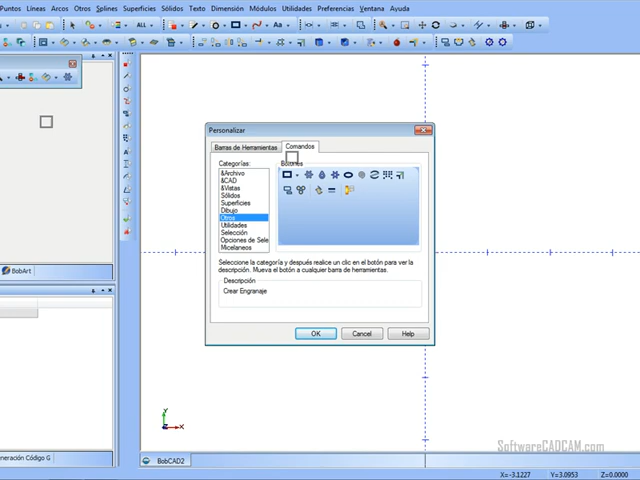 Puntos Líneas Arcos Otros Splines Superficies Sólidos Texto Dimensión Módulos Utilidades Preferencias Ventana Ayuda
ALL
Aa
Personalizar
Barras de Herramientas Comandos
Categorías: Botones
&Archivo
&CAD
&Vistas
Sólidos
Superficies
Dibujo
Otros
Utilidades
Selección
Opciones de Sele
Micelaneos
Seleccione la categoría y después realice un clic en el botón para ver la
descripción. Mueva el botón a cualquier barra de herramientas.
Descripción
Crear Engranaje
OK Cancel Help
BobArt
Y
Z
X
SoftwareCADCAM.com
neración Código G
BobCAD2
X=-3.1227 Y=3.0953 Z=0.0000